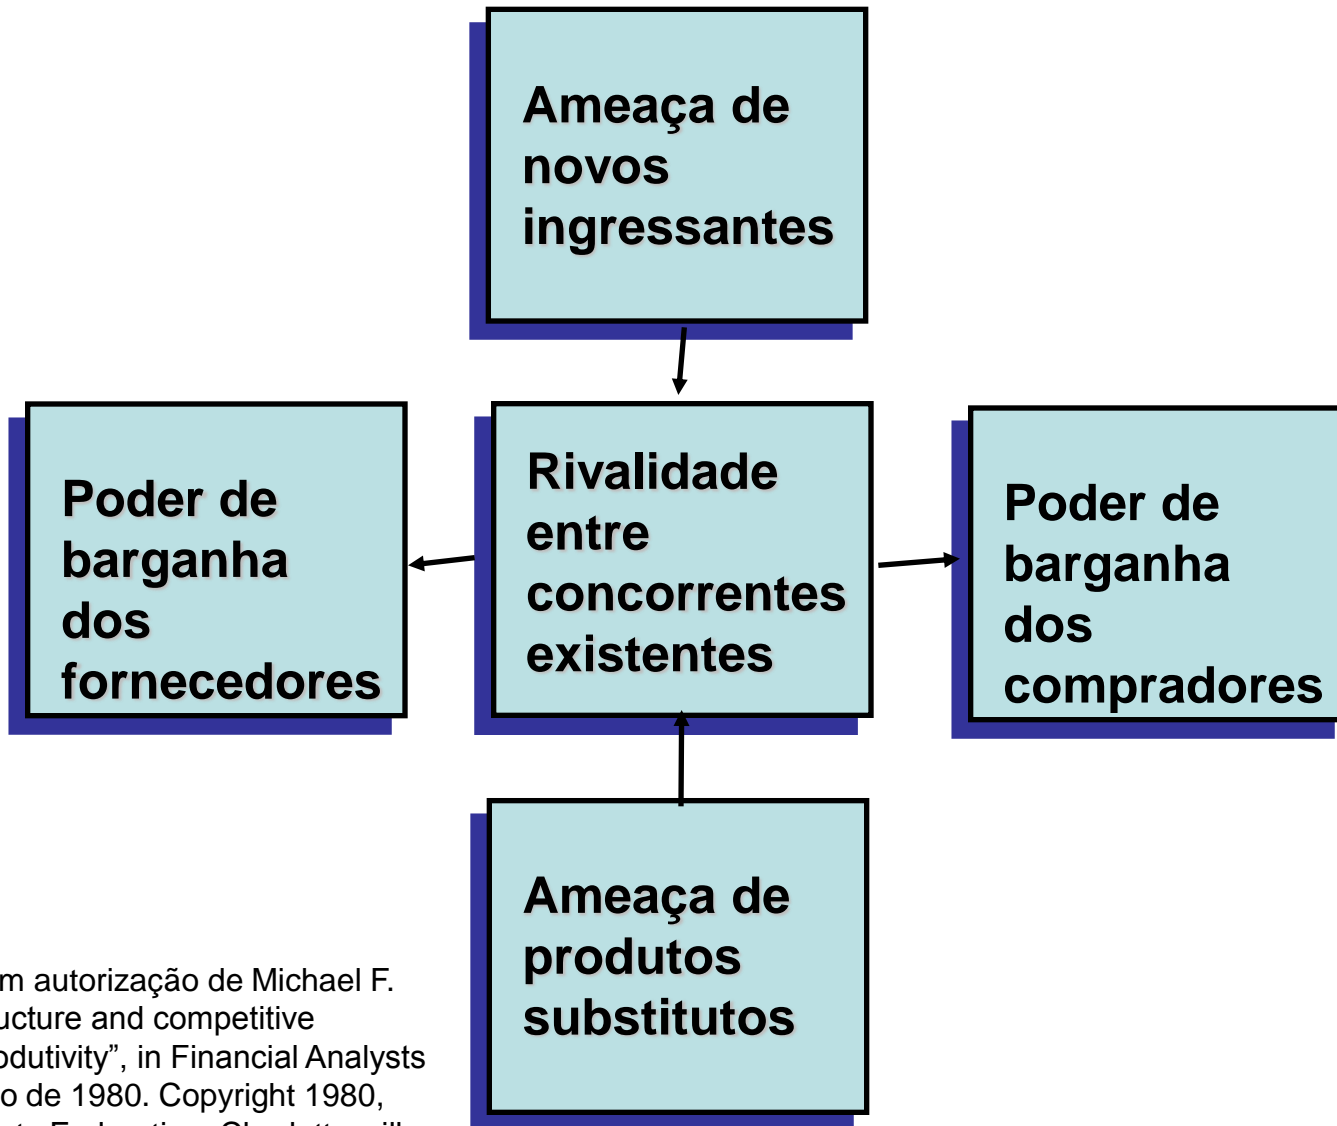 Ameaça de
novos
ingressantes
Poder de
barganha
dos
fornecedores
Rivalidade
entre
concorrentes
existentes
Poder de
barganha
dos
compradores
Ameaça de
produtos
substitutos
m autorização de Michael F.
ucture and competitive
odutivity”, in Financial Analysts
o de 1980. Copyright 1980,